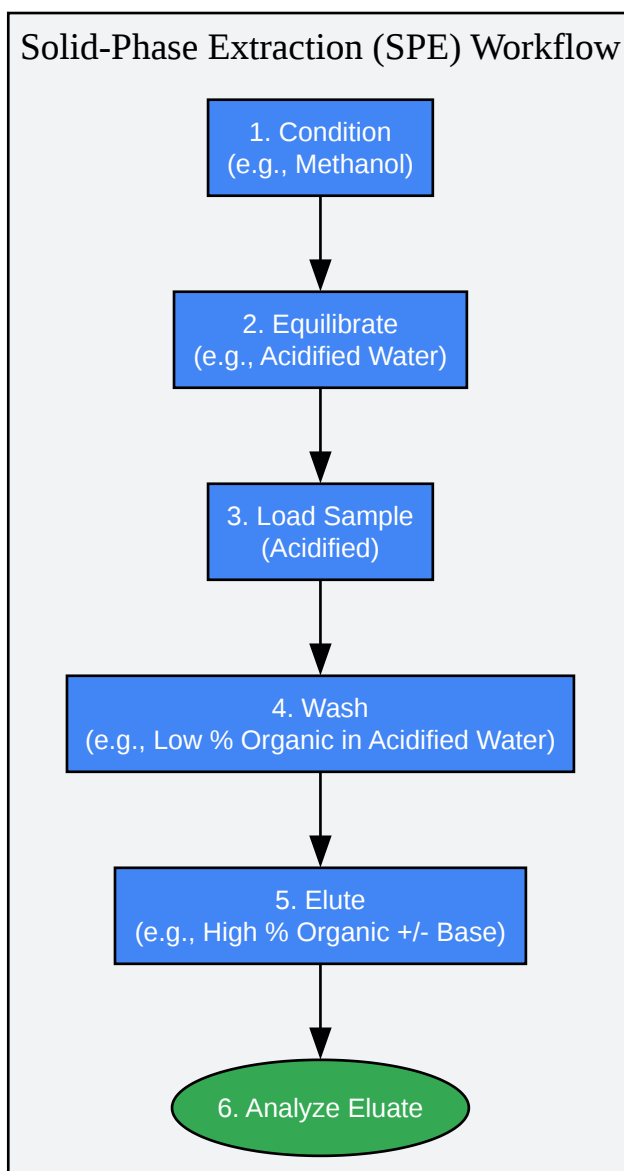 Solid-Phase Extraction (SPE) Workflow
1. Condition
(e.g., Methanol)
2. Equilibrate
(e.g., Acidified Water)
3. Load Sample
(Acidified)
4. Wash
(e.g., Low % Organic in Acidified Water)
5. Elute
(e.g., High % Organic +/- Base)
6. Analyze Eluate